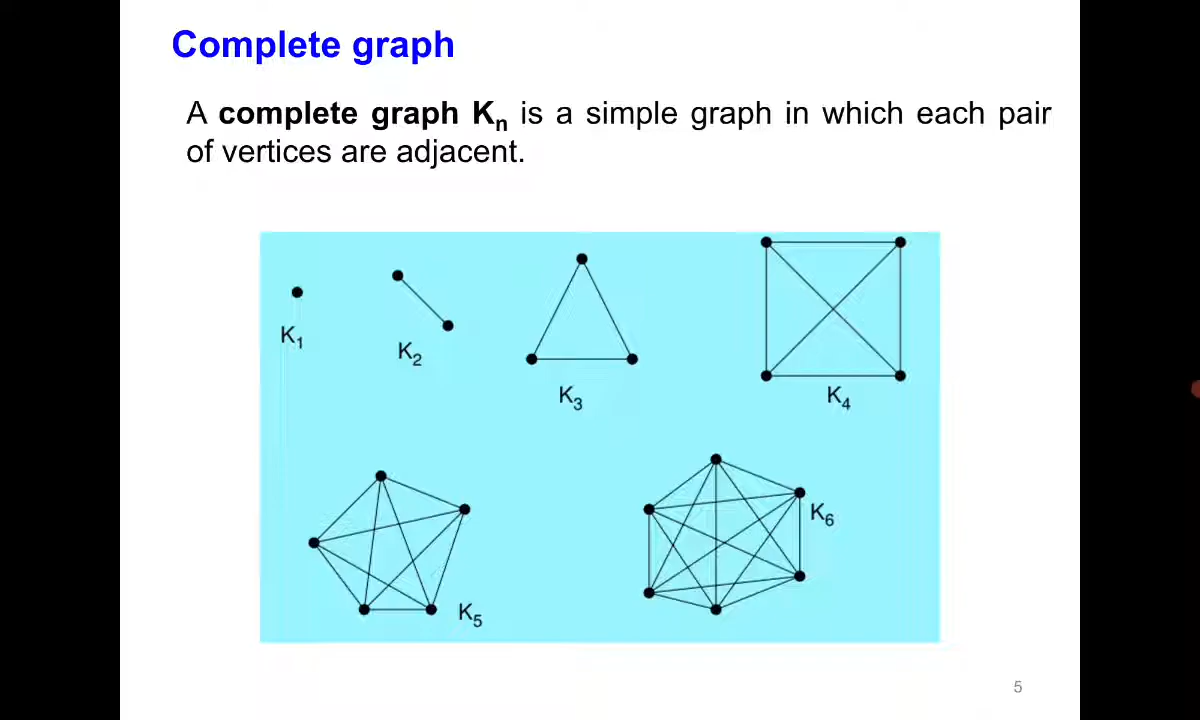 Complete graph
A complete graph Kn is a simple graph in which each pair
of vertices are adjacent.
K1
K2
K3
K4
K5
K6
5